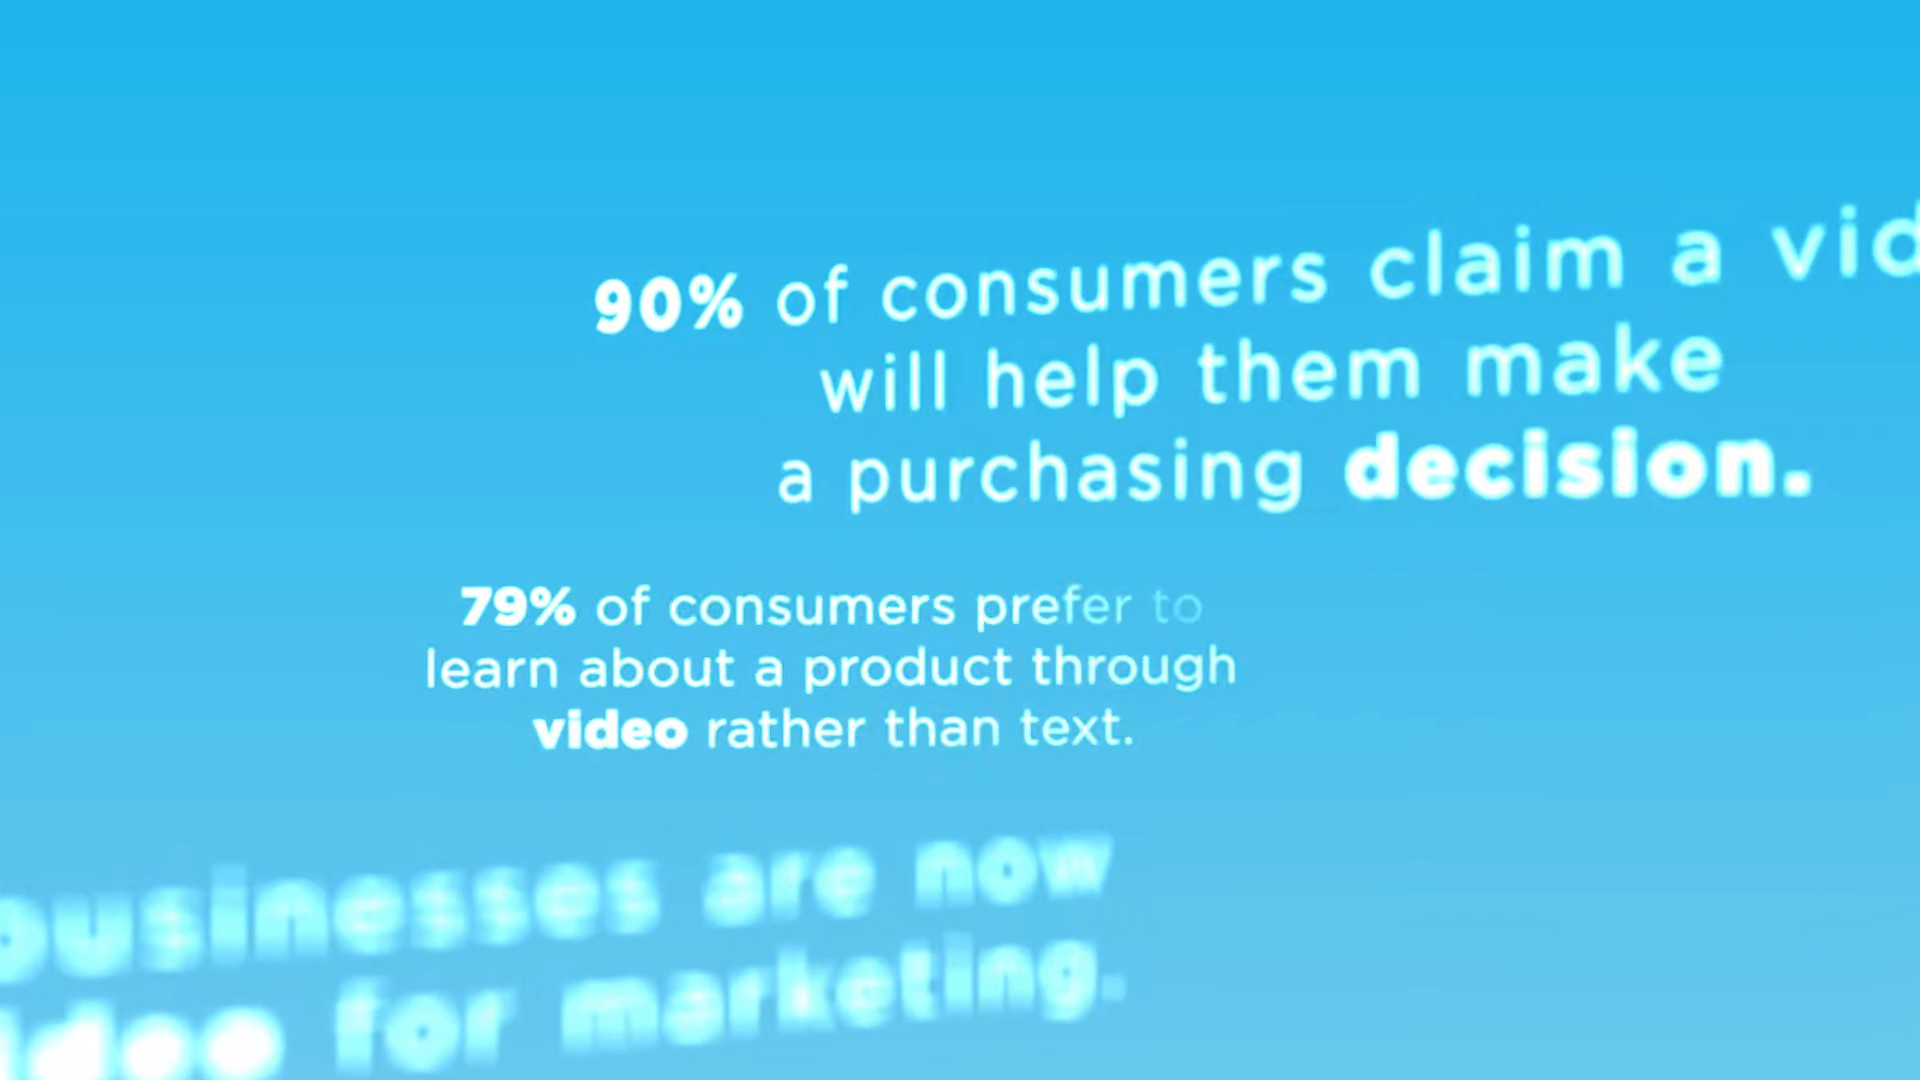 90% of consumers claim a vid
will help them make
a purchasing decision.
79% of consumers prefer to
learn about a product through
video rather than text.
businesses are now
video for marketing.